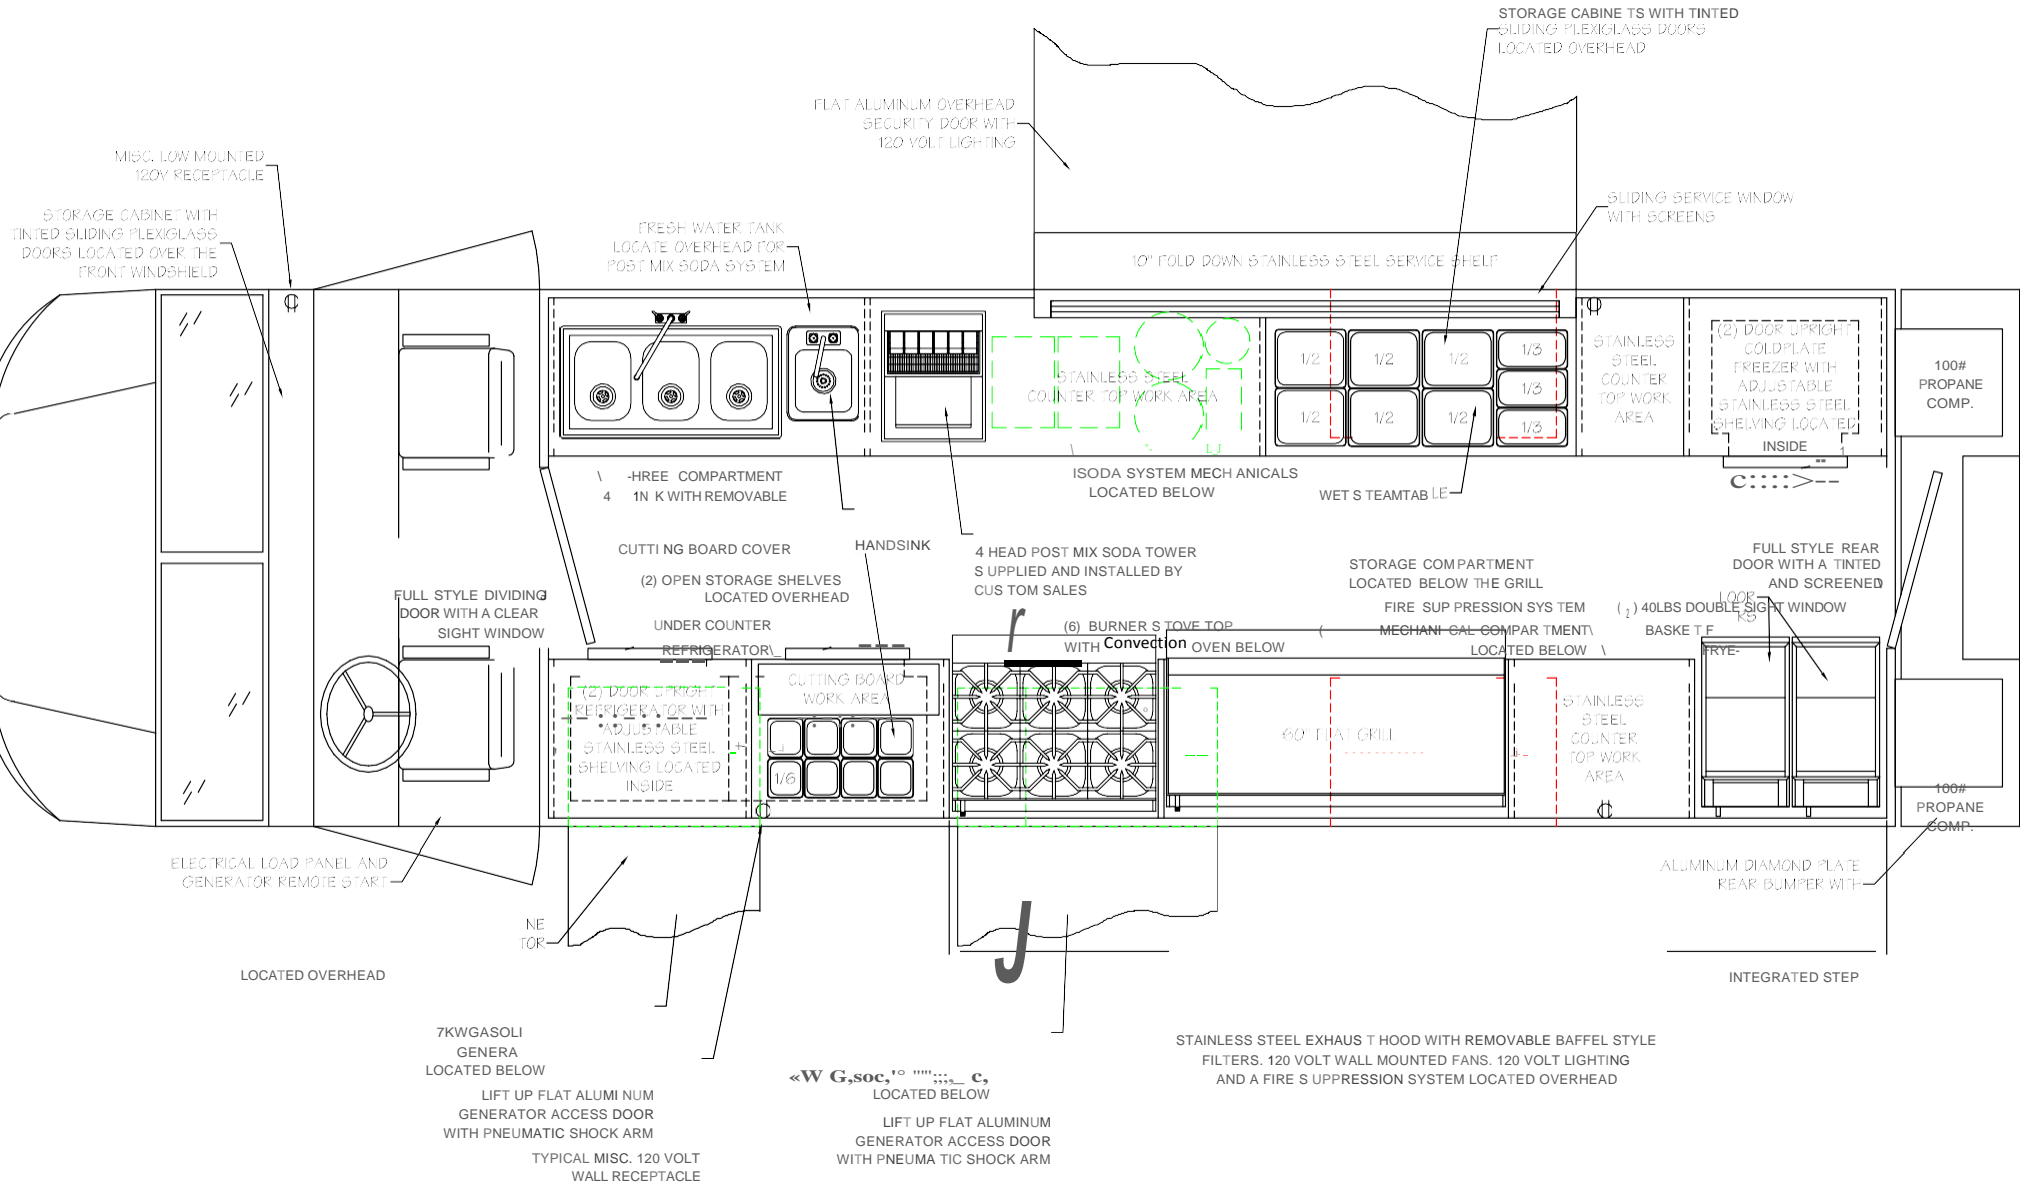 STORAGE CABINE TS WITH TINTED
SLIDING PLEXIGLASS DOORS
LOCATED OVERHEAD
FLAT ALUMINUM OVERHEAD
SECURITY DOOR WITH
120 VOLT LIGHTING
MISC. LOW MOUNTED
120V RECEPTACLE
STORAGE CABINET WITH
TINTED SLIDING PLEXIGLASS
DOORS LOCATED OVER THE
FRONT WINDSHIELD
FRESH WATER TANK
LOCATE OVERHEAD FOR
POST MIX SODA SYSTEM
SLIDING SERVICE WINDOW
WITH SCREENS
10" FOLD DOWN STAINLESS STEEL SERVICE SHELF
STAINLESS STEEL
COUNTER TOP WORK AREA
1/2 1/2 1/2 1/3
1/3
1/2 1/2 1/2 1/3
STAINLESS
STEEL
COUNTER
TOP WORK
AREA
(2) DOOR UPRIGHT
COLDPLATE
FREEZER WITH
ADJUSTABLE
STAINLESS STEEL
SHELVING LOCATED
INSIDE
100#
PROPANE
COMP.
-HREE COMPARTMENT
4 1N K WITH REMOVABLE
ISODA SYSTEM MECH ANICALS
LOCATED BELOW
WET S TEAMTAB LE
c::::>--
CUTTI NG BOARD COVER
HANDSINK
(2) OPEN STORAGE SHELVES
LOCATED OVERHEAD
4 HEAD POST MIX SODA TOWER
S UPPLIED AND INSTALLED BY
CUS TOM SALES
STORAGE COMPARTMENT
LOCATED BELOW THE GRILL
FULL STYLE REAR
DOOR WITH A TINTED
AND SCREENED
FULL STYLE DIVIDING
DOOR WITH A CLEAR
SIGHT WINDOW
UNDER COUNTER
REFRIGERATOR\_
r
(6) BURNER S TOVE TOP
WITH Convection OVEN BELOW
FIRE SUP PRESSION SYS TEM
( MECHANI CAL COMPAR TMENT\
LOCATED BELOW \
( 2 ) 40LBS DOUBLE SIGHT WINDOW
BASKE T F
FRYE-
(2) DOOR UPRIGHT
REFRIGERATOR WITH
ADJUSTABLE
STAINLESS STEEL
SHELVING LOCATED
INSIDE
CUTTING BOARD
WORK AREA
1/6
60" FLAT GRILL
STAINLESS
STEEL
COUNTER
TOP WORK
AREA
100#
PROPANE
COMP.
ELECTRICAL LOAD PANEL AND
GENERATOR REMOTE START
ALUMINUM DIAMOND PLATE
REAR BUMPER WITH
NE
TOR
J
LOCATED OVERHEAD
INTEGRATED STEP
7KWGASOLI
GENERA
LOCATED BELOW
LIFT UP FLAT ALUMI NUM
GENERATOR ACCESS DOOR
WITH PNEUMATIC SHOCK ARM
TYPICAL MISC. 120 VOLT
WALL RECEPTACLE
«W G,soc,'° '"";;;,_ c,
LOCATED BELOW
LIFT UP FLAT ALUMINUM
GENERATOR ACCESS DOOR
WITH PNEUMA TIC SHOCK ARM
STAINLESS STEEL EXHAUS T HOOD WITH REMOVABLE BAFFEL STYLE
FILTERS. 120 VOLT WALL MOUNTED FANS. 120 VOLT LIGHTING
AND A FIRE S UPPRESSION SYSTEM LOCATED OVERHEAD